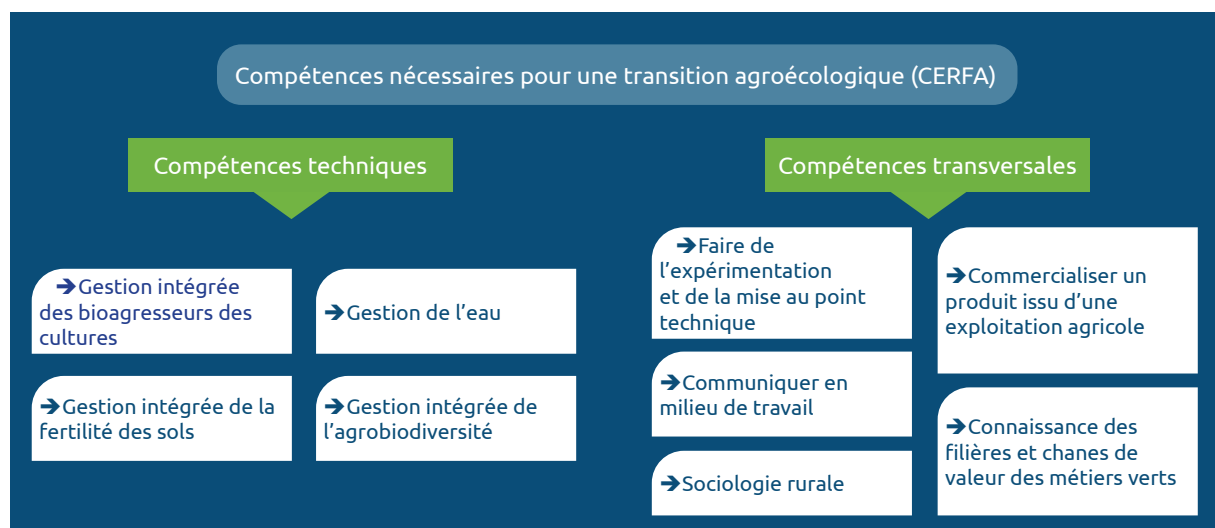 Compétences nécessaires pour une transition agroécologique (CERFA)
Compétences techniques
➔Gestion intégrée
des bioagresseurs des
cultures
➔Gestion de l’eau
➔Gestion intégrée de la
fertilité des sols
➔Gestion intégrée de
l’agrobiodiversité
Compétences transversales
➔Faire de
l’expérimentation
et de la mise au point
technique
➔Commercialiser un
produit issu d’une
exploitation agricole
➔Communiquer en
milieu de travail
➔Connaissance des
filières et chanes de
valeur des métiers verts
➔Sociologie rurale